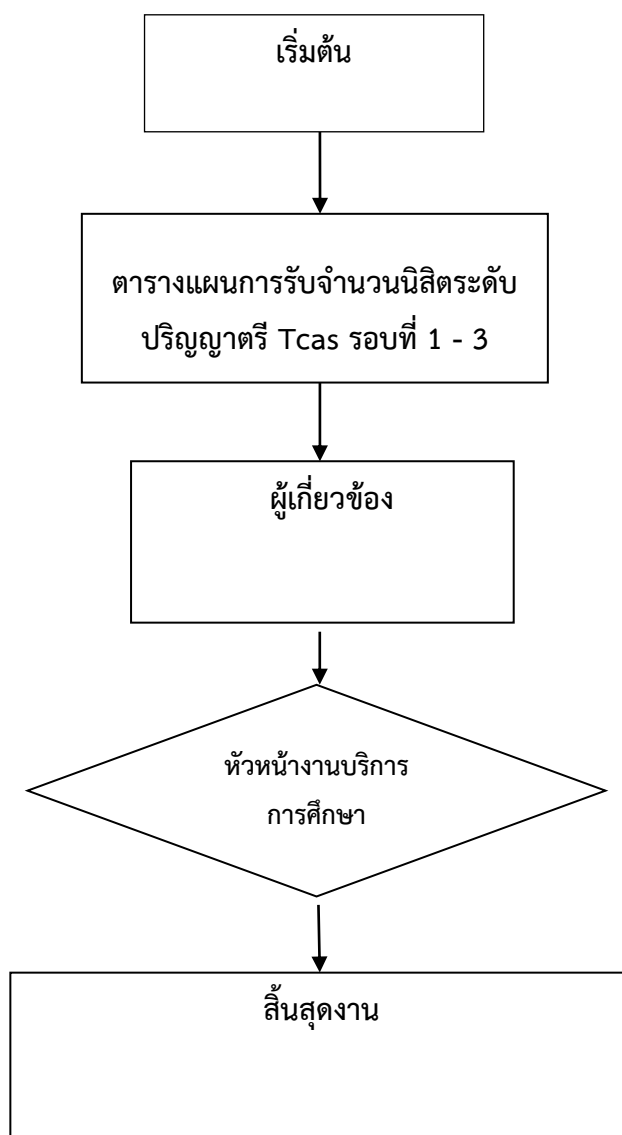 เริ่มต้น
ตารางแผนการรับจำนวนนิสิตระดับ
ปริญญาตรี Tcas รอบที่ 1 - 3
ผู้เกี่ยวข้อง
หัวหน้างานบริการ
การศึกษา
สิ้นสุดงาน